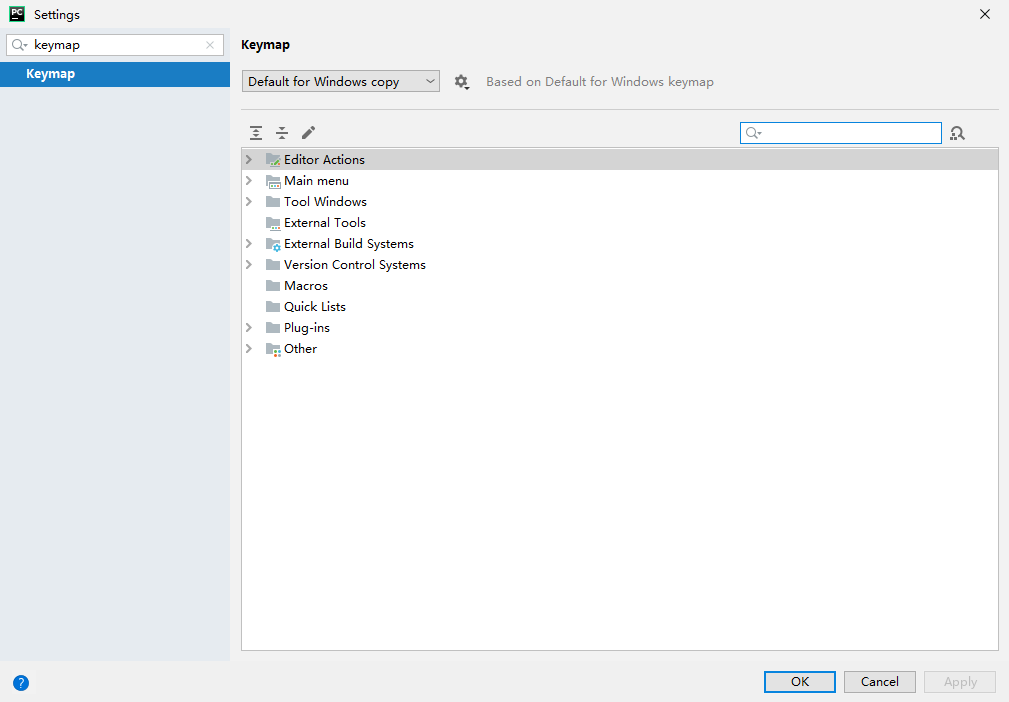 PC
Settings
keymap
Keymap
Keymap
Default for Windows copy
Based on Default for Windows keymap
Editor Actions
Main menu
Tool Windows
External Tools
External Build Systems
Version Control Systems
Macros
Quick Lists
Plug-ins
Other
?
OK
Cancel
Apply